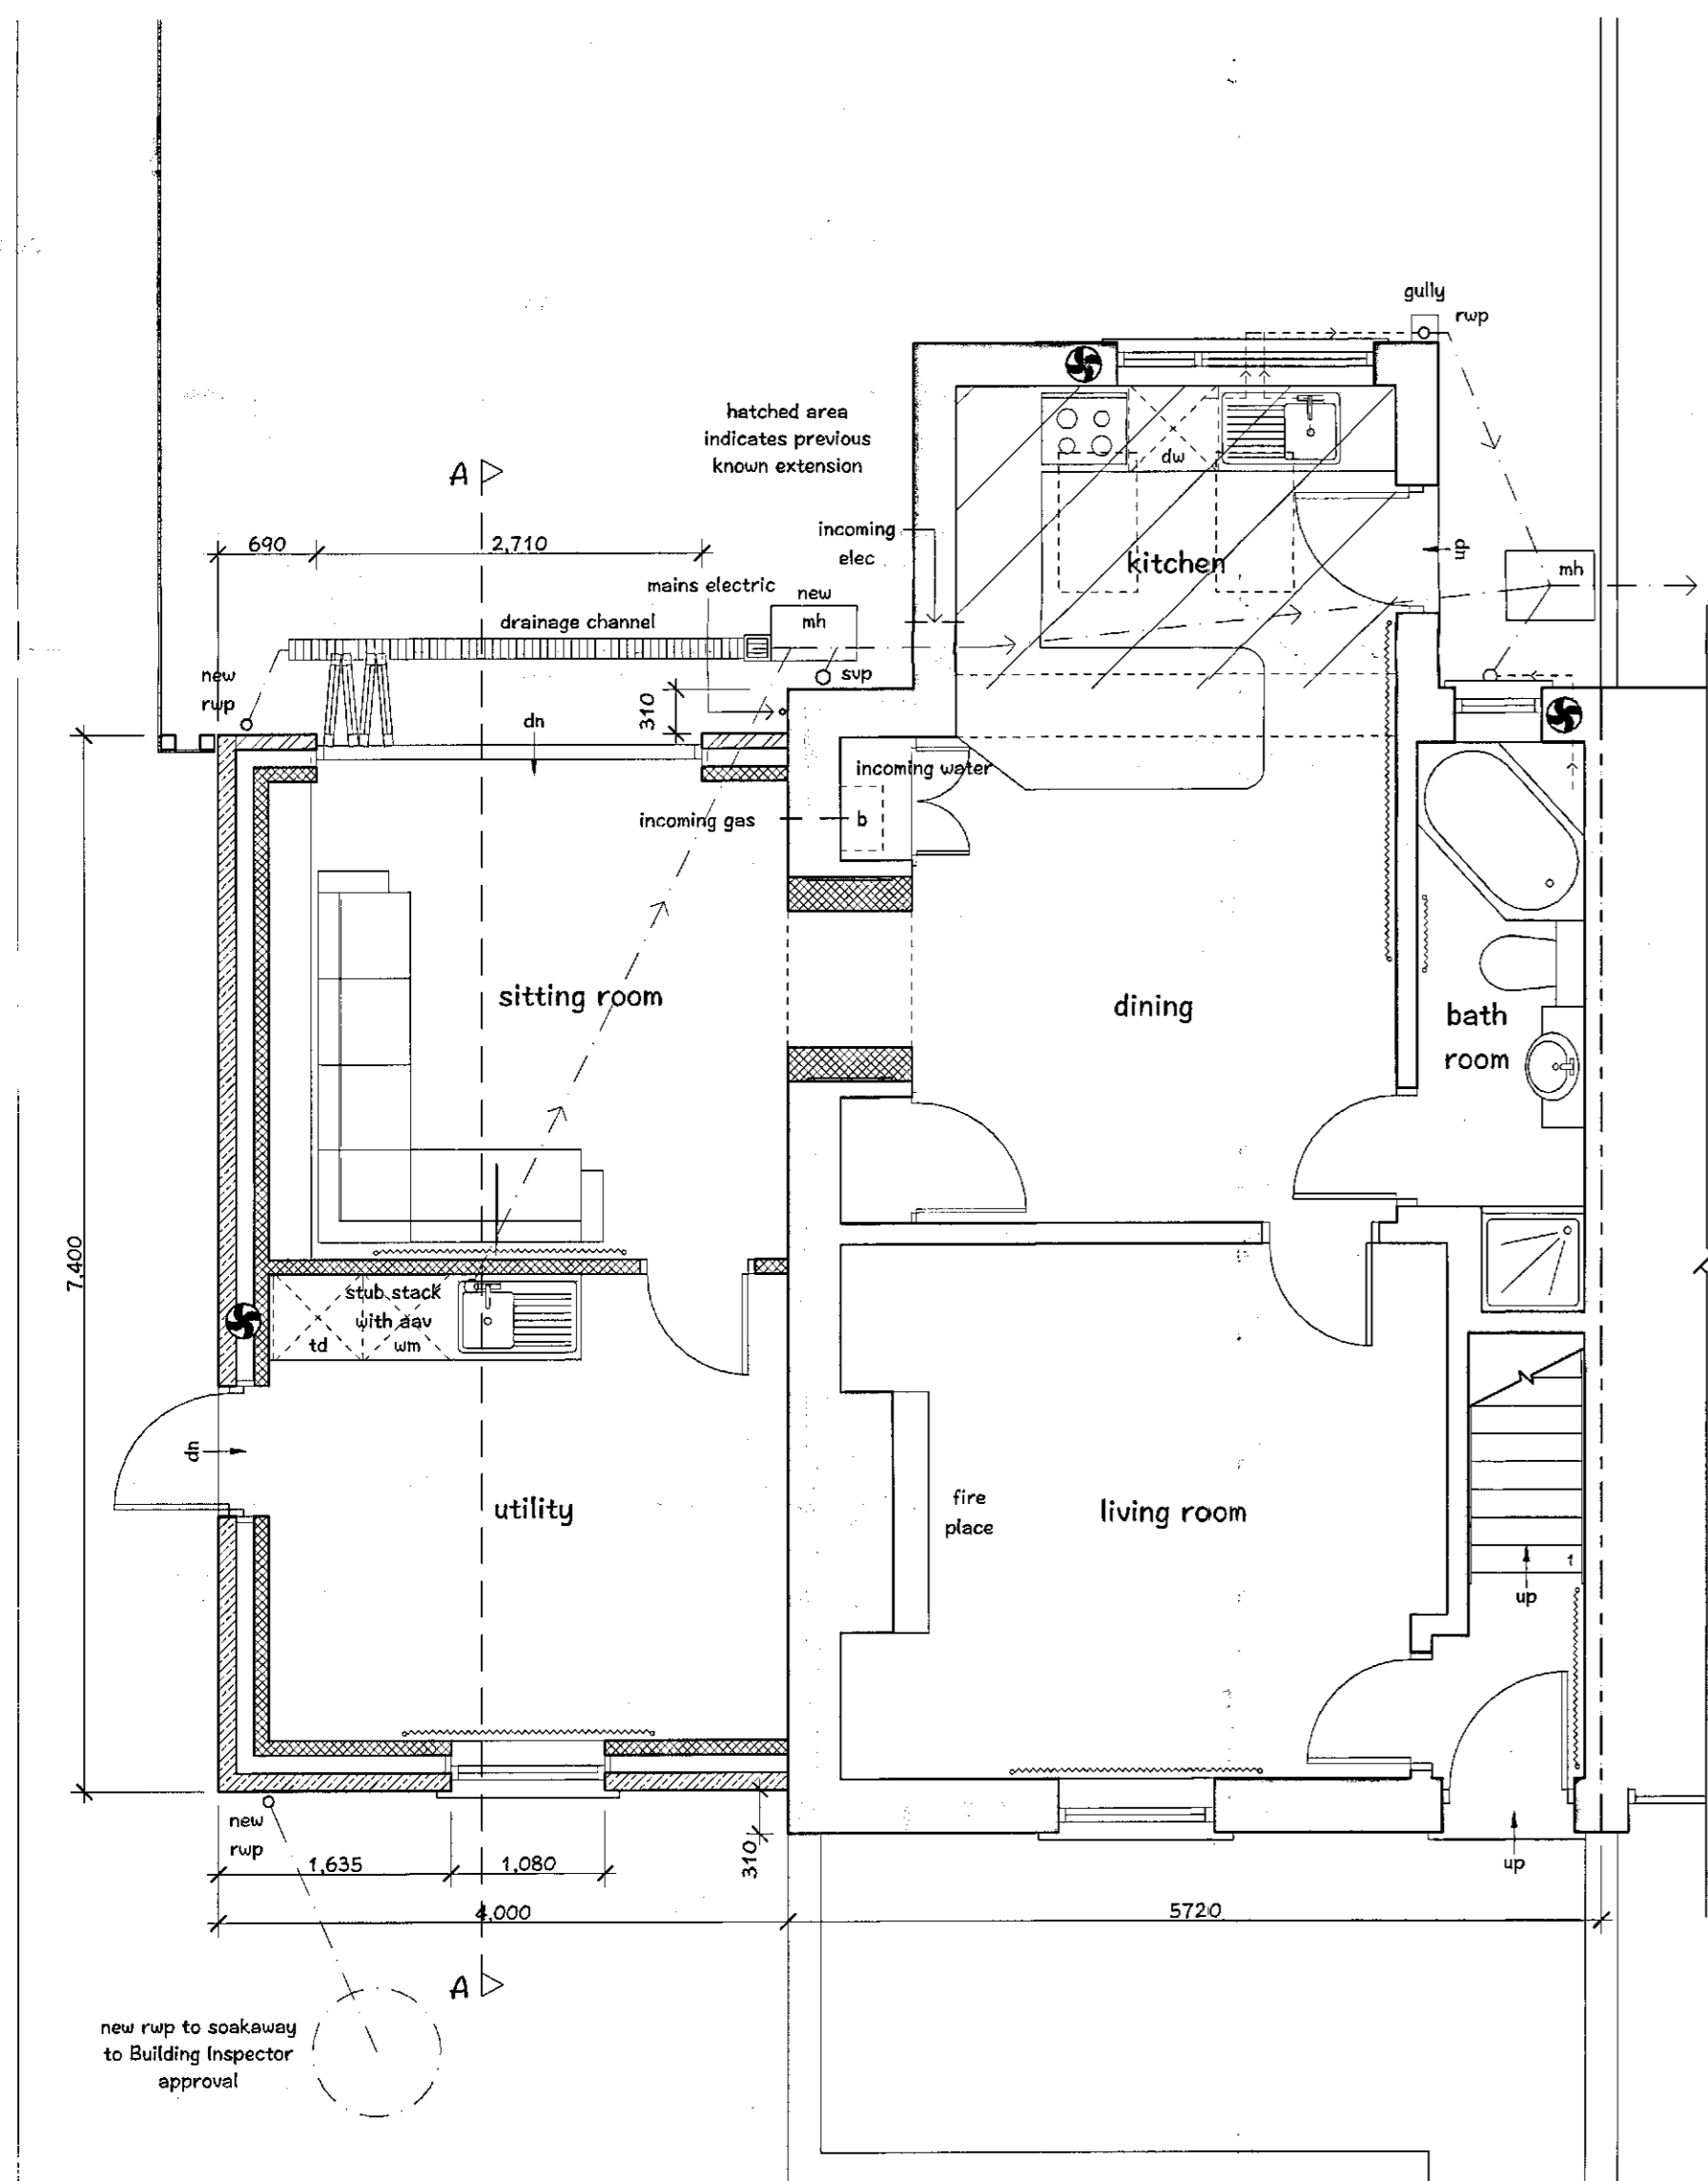 gully
rwp
hatched area
indicates previous
known extension
A
dw
incoming
elec
690
2,710
kitchen
dn
mh
mains electric
new
mh
drainage channel
new
rwp
svp
310
dn
incoming water
incoming gas
b
sitting room
dining
bath
room
7,400
stub stack
with aav
td
wm
dn
utility
fire
place
living room
1
up
new
rwp
1,635
1,080
310
up
4,000
5720
A
new rwp to soakaway
to Building Inspector
approval